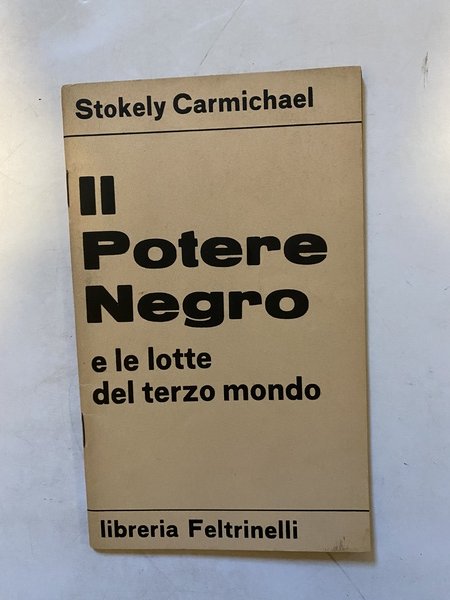 Stokely Carmichael
Il
Potere
Negro
e le lotte
del terzo mondo
libreria Feltrinelli